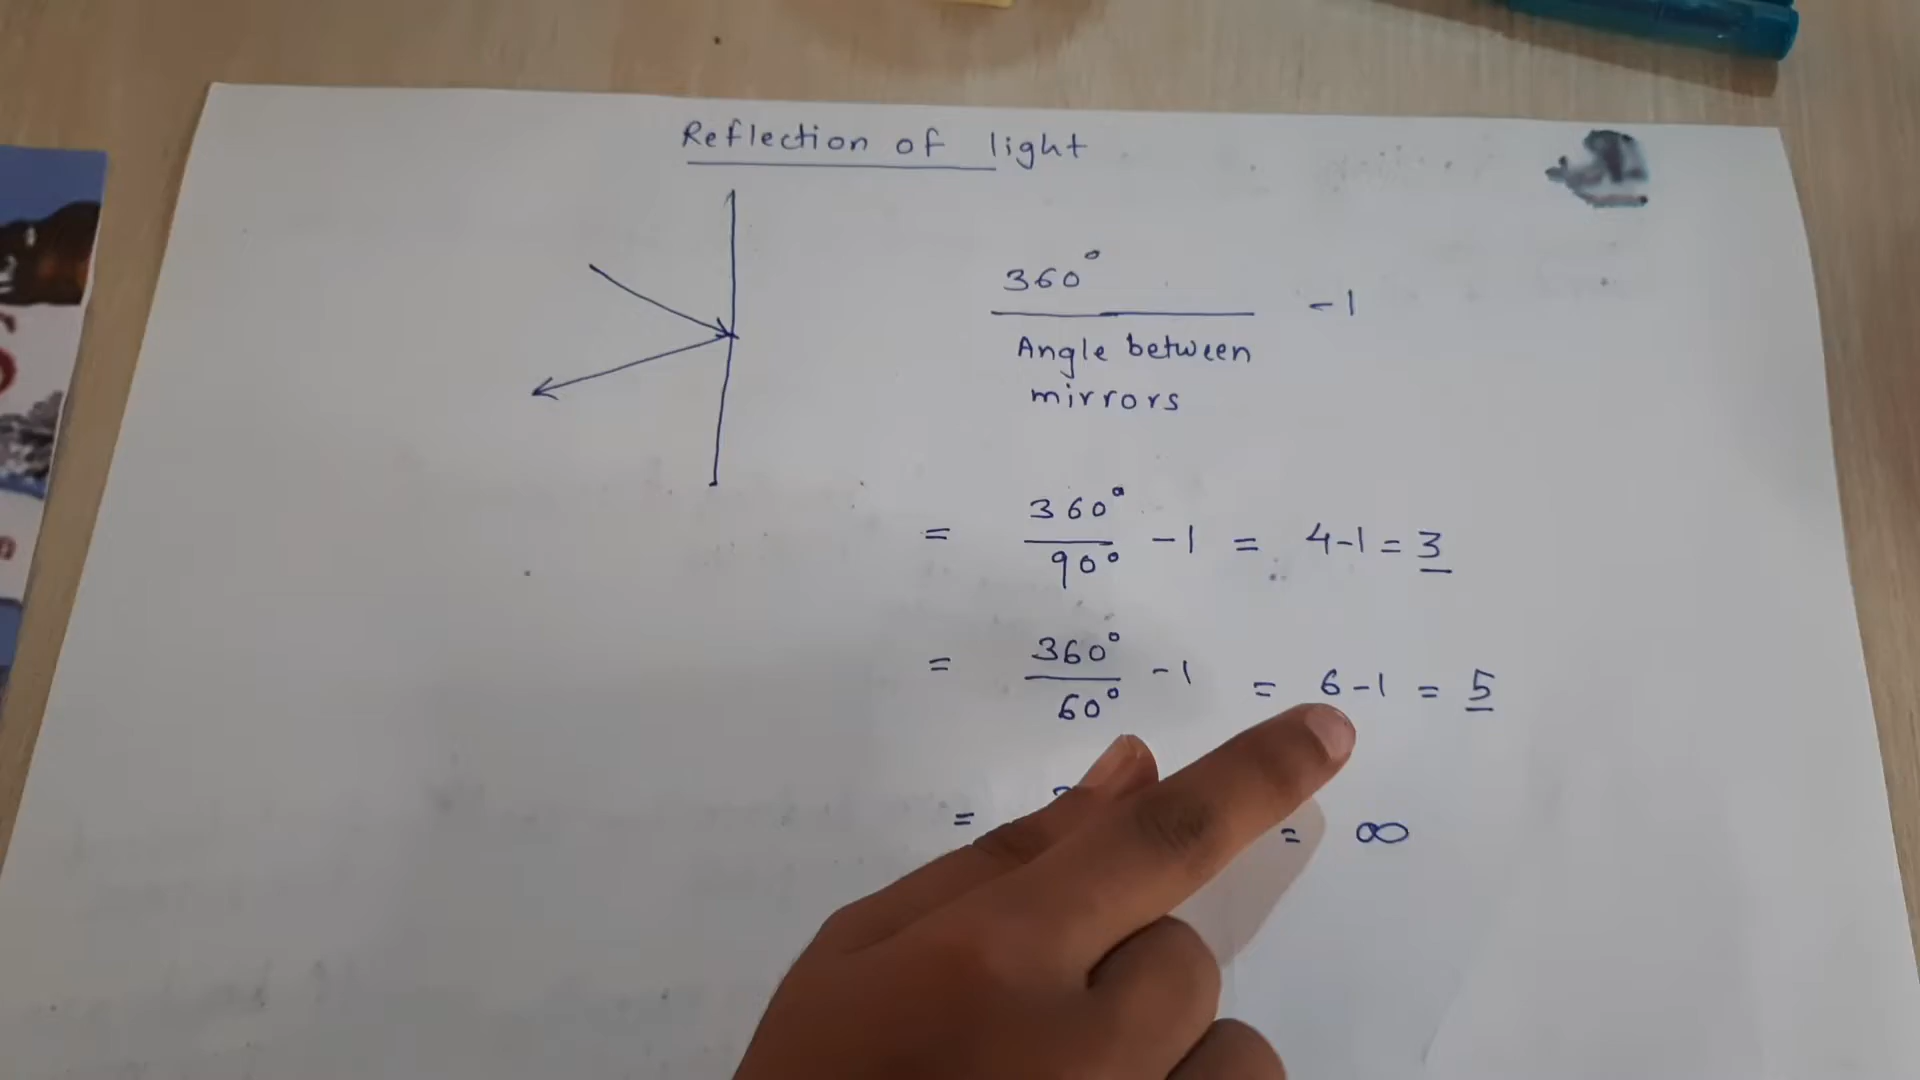 Reflection of light
360°
-1
Angle between
mirrors
= 360° -1 = 4-1 = 3
90°
= 360° -1 = 6-1 = 5
60°
= = ∞